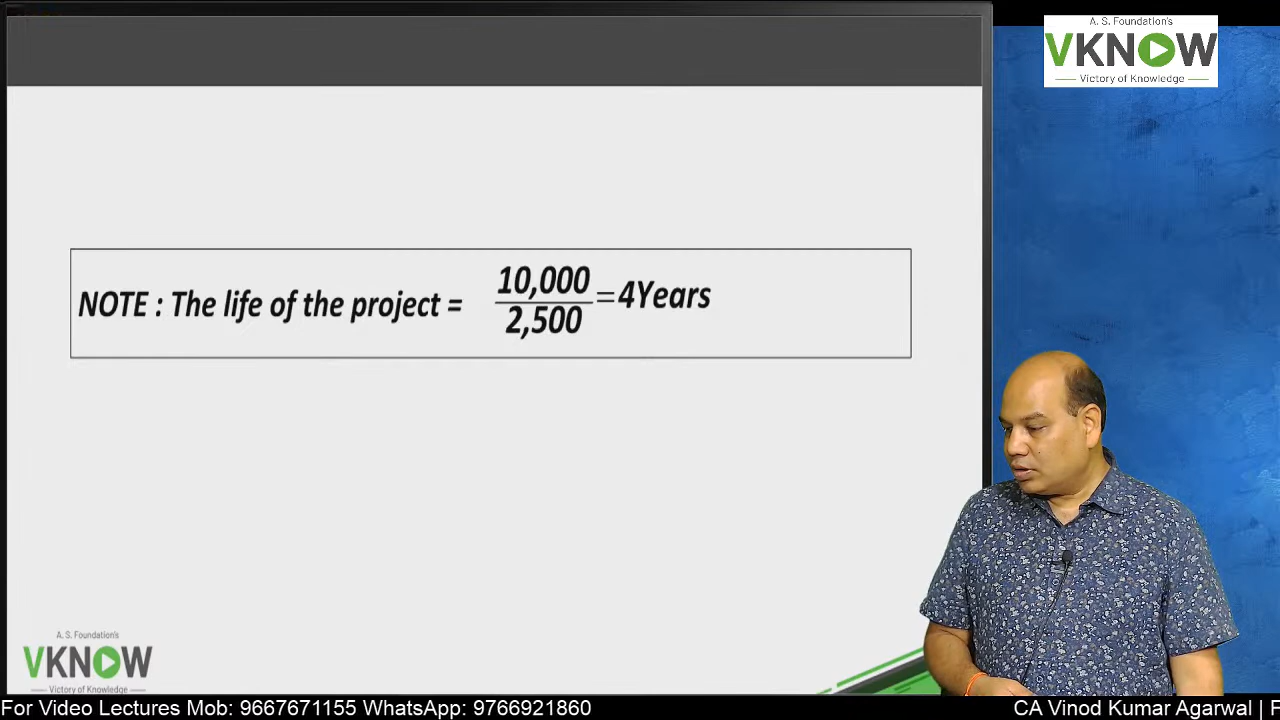 A. S. Foundation's
VKNOW
Victory of Knowledge
NOTE : The life of the project = 10,000 / 2,500 = 4Years
A. S. Foundation's
VKNOW
Victory of Knowledge
For Video Lectures Mob: 9667671155 WhatsApp: 9766921860
CA Vinod Kumar Agarwal |